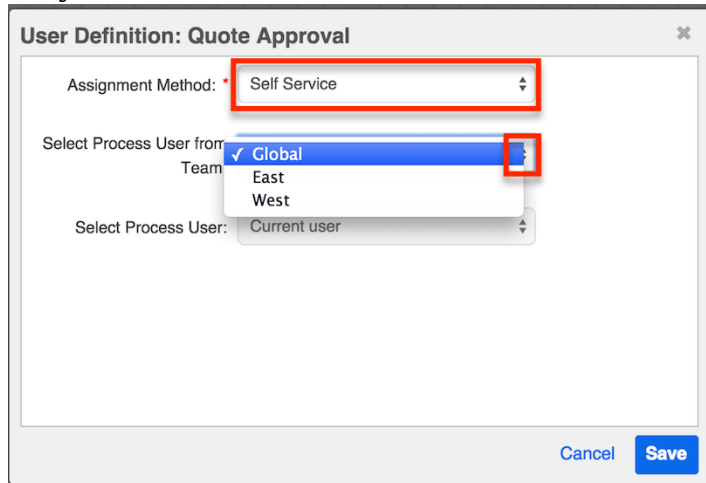 User Definition: Quote Approval
Assignment Method: * Self Service
Select Process User from
Team
✓ Global
East
West
Select Process User: Current user
Cancel Save